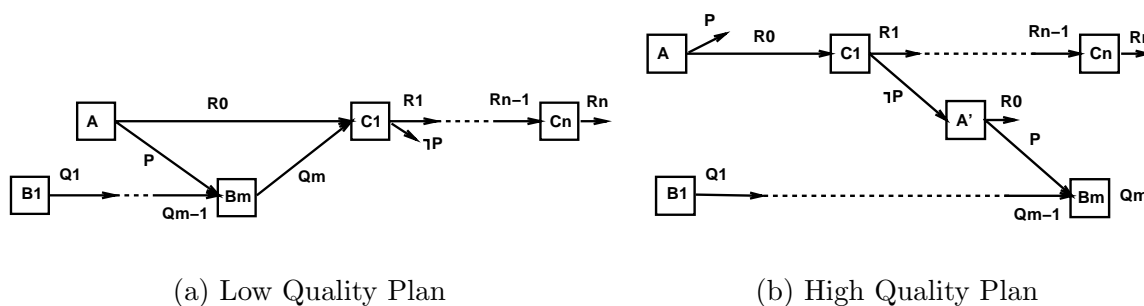 P
A
R0
C1
R1
Rn−1
Cn
Rn
¬P
A'
R0
P
B1
Q1
Qm−1
Bm
Qm
A
R0
C1
R1
Rn−1
Cn
Rn
¬P
P
B1
Q1
Qm−1
Bm
Qm
(a) Low Quality Plan
(b) High Quality Plan